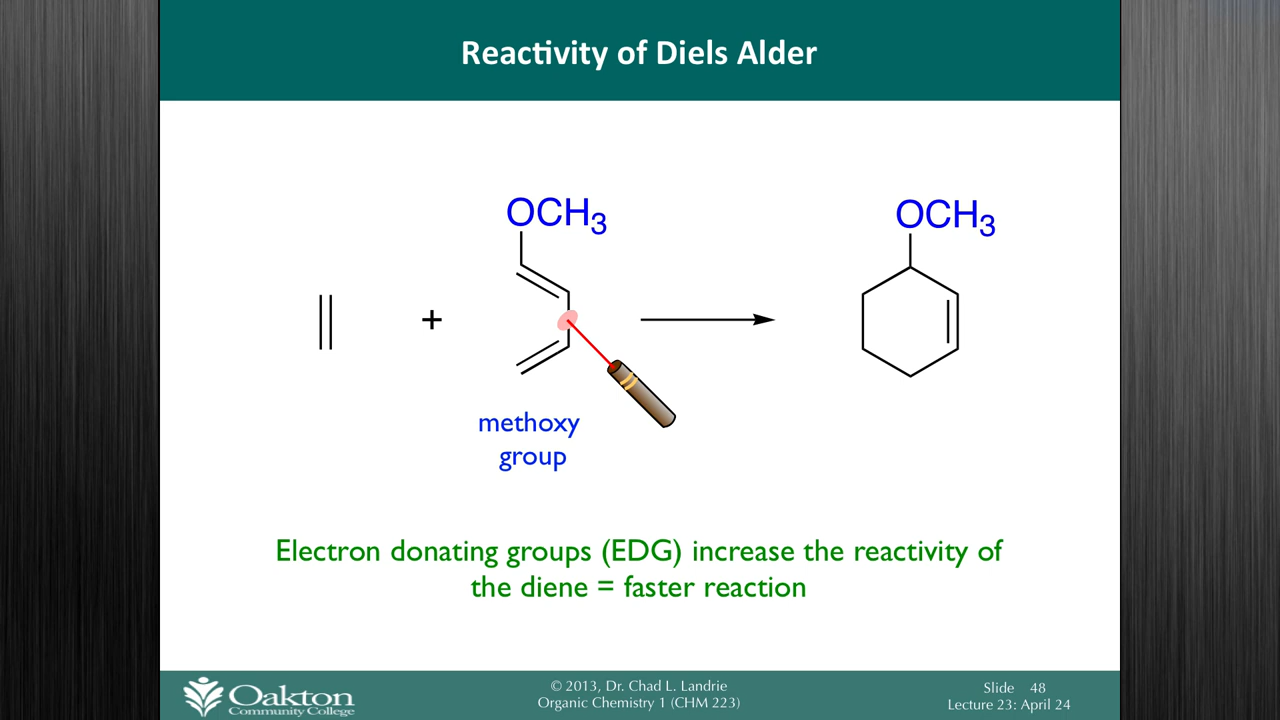 Reactivity of Diels Alder
OCH3
OCH3
+
methoxy
group
Electron donating groups (EDG) increase the reactivity of
the diene = faster reaction
Oakton
Community College
© 2013, Dr. Chad L. Landrie
Organic Chemistry 1 (CHM 223)
Slide 48
Lecture 23: April 24